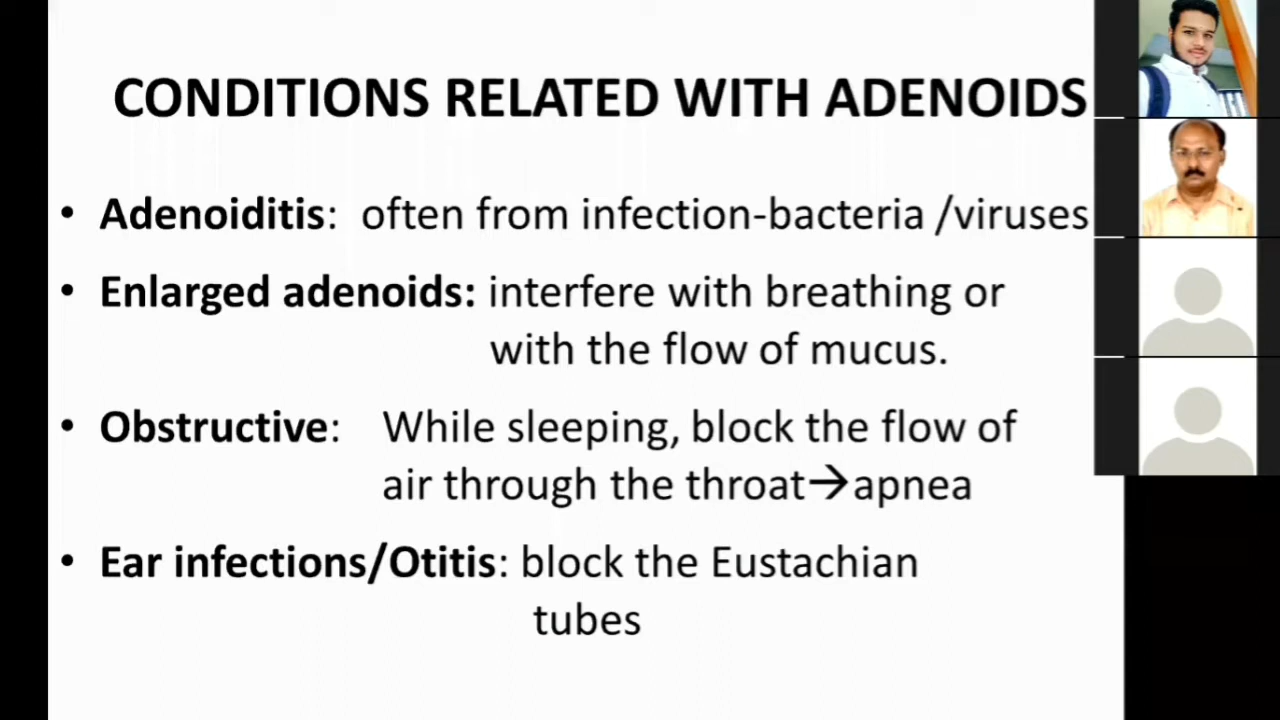 CONDITIONS RELATED WITH ADENOIDS
• Adenoiditis: often from infection-bacteria /viruses
• Enlarged adenoids: interfere with breathing or
with the flow of mucus.
• Obstructive: While sleeping, block the flow of
air through the throat→apnea
• Ear infections/Otitis: block the Eustachian
tubes